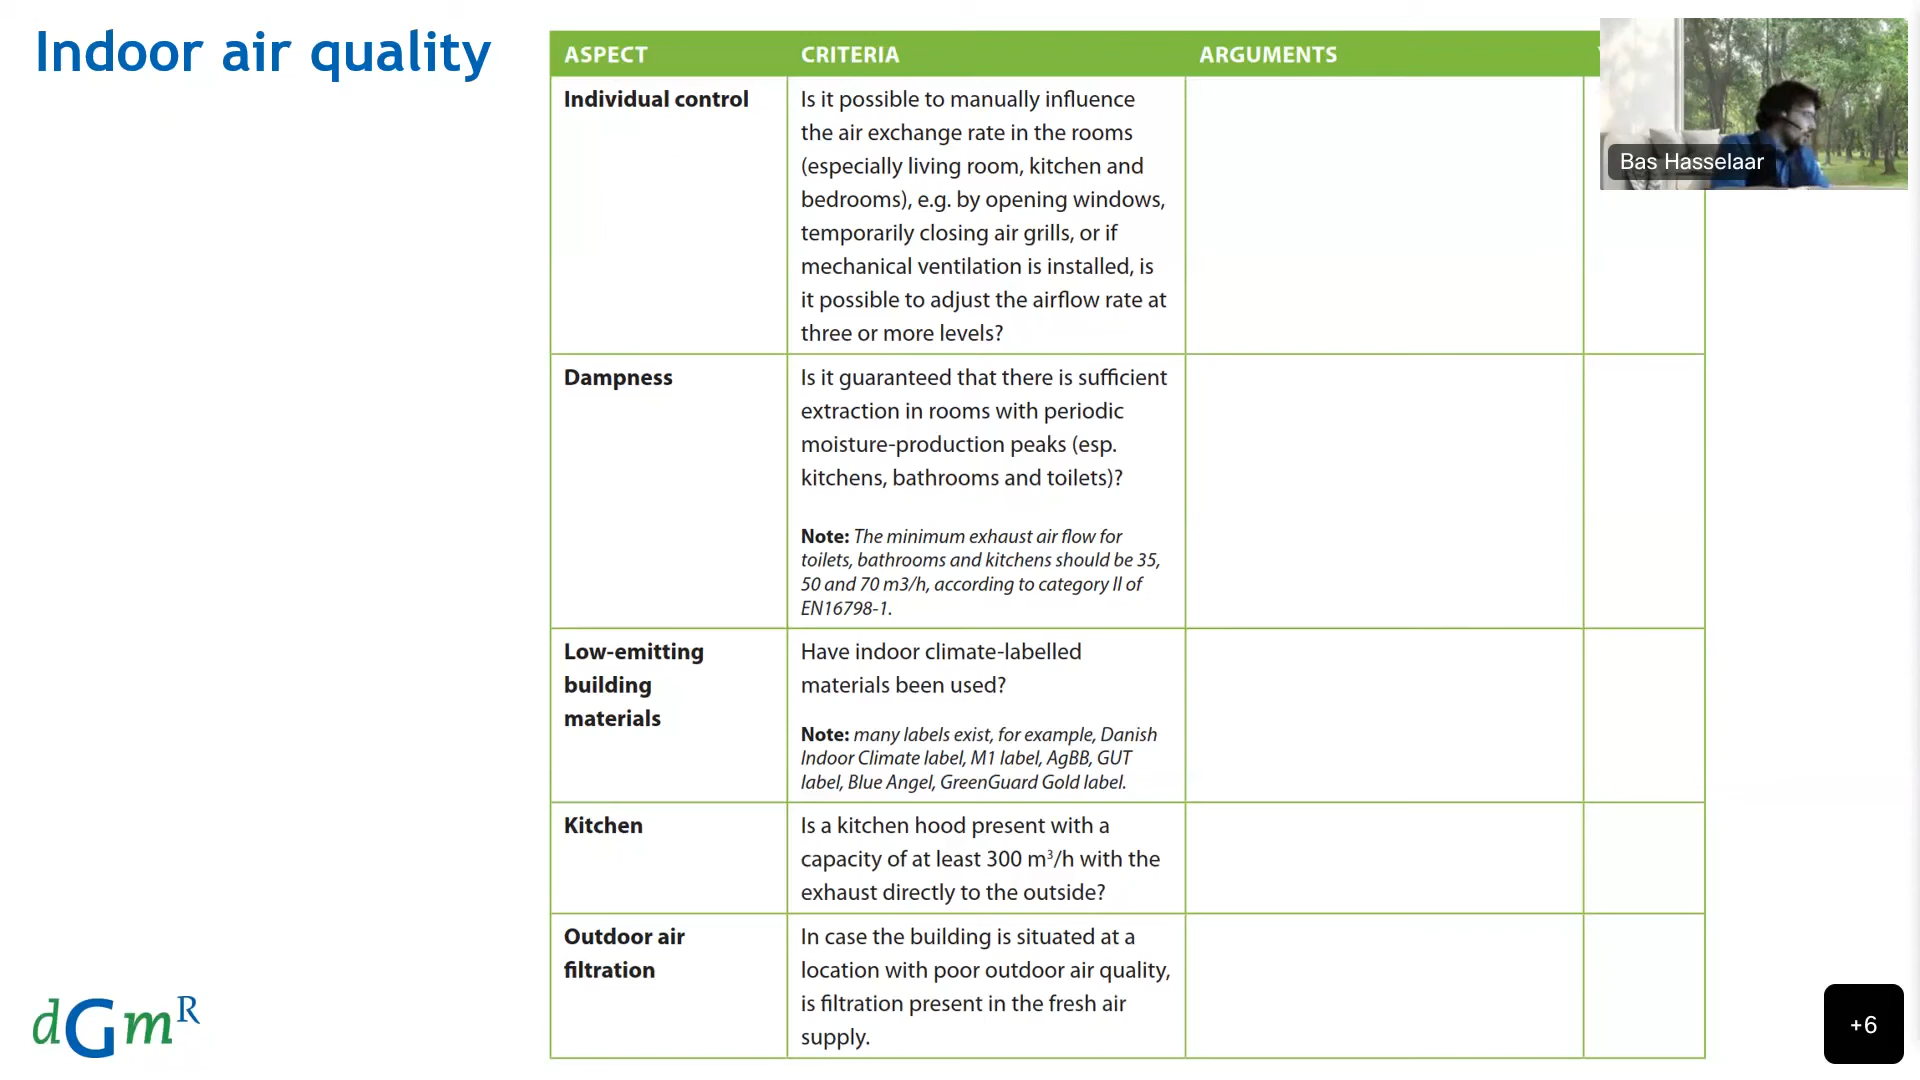 Indoor air quality
ASPECT
CRITERIA
ARGUMENTS
Individual control
Is it possible to manually influence
the air exchange rate in the rooms
(especially living room, kitchen and
bedrooms), e.g. by opening windows,
temporarily closing air grills, or if
mechanical ventilation is installed, is
it possible to adjust the airflow rate at
three or more levels?
Dampness
Is it guaranteed that there is sufficient
extraction in rooms with periodic
moisture-production peaks (esp.
kitchens, bathrooms and toilets)?
Note: The minimum exhaust air flow for
toilets, bathrooms and kitchens should be 35,
50 and 70 m3/h, according to category II of
EN16798-1.
Low-emitting
building
materials
Have indoor climate-labelled
materials been used?
Note: many labels exist, for example, Danish
Indoor Climate label, M1 label, AgBB, GUT
label, Blue Angel, GreenGuard Gold label.
Kitchen
Is a kitchen hood present with a
capacity of at least 300 m³/h with the
exhaust directly to the outside?
Outdoor air
filtration
In case the building is situated at a
location with poor outdoor air quality,
is filtration present in the fresh air
supply.
Bas Hasselaar
dGmR
+6